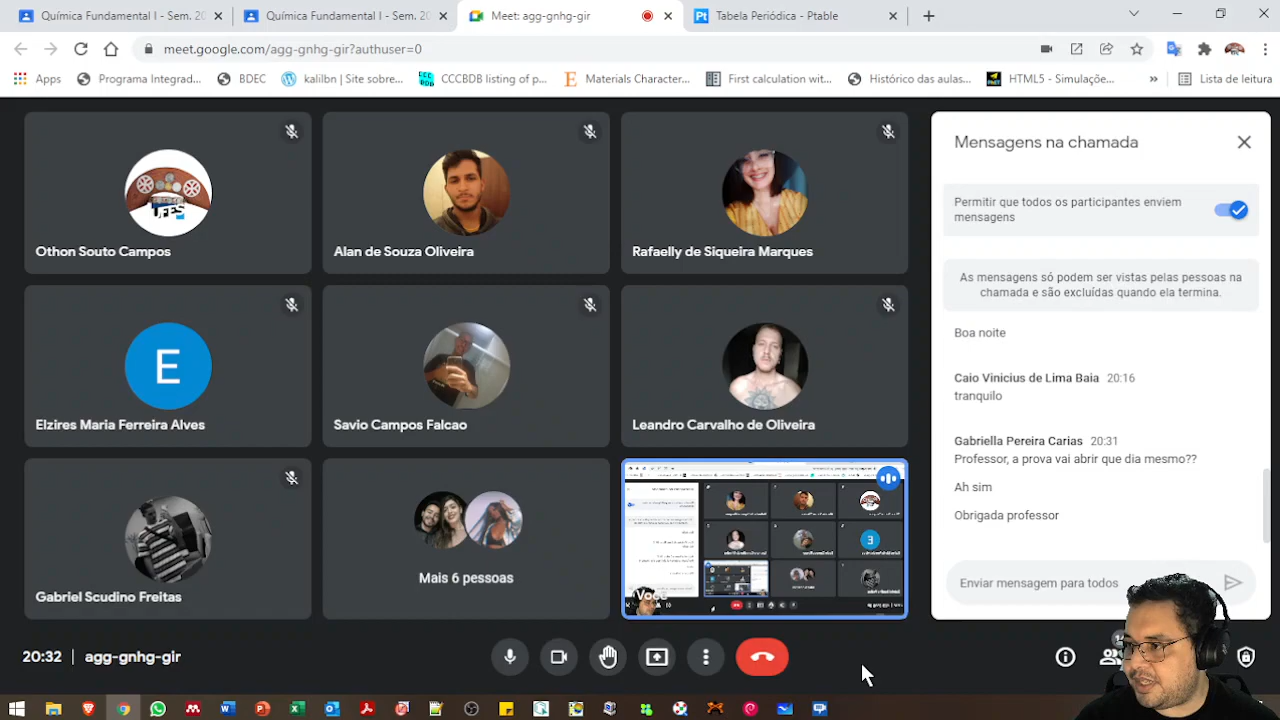 Química Fundamental I - Sem. 20
Química Fundamental I - Sem. 20
Meet: agg-gnhg-gir
Tabela Periódica - Ptable
meet.google.com/agg-gnhg-gir?authuser=0
Apps
Programa Integrad...
BDEC
kalilbn | Site sobre...
CCCBDB listing of p...
Materials Character...
First calculation wit...
Histórico das aulas...
HTML5 - Simulaçõe...
Lista de leitura
Othon Souto Campos
Alan de Souza Oliveira
Rafaelly de Siqueira Marques
E
Elzires Maria Ferreira Alves
Savio Campos Falcao
Leandro Carvalho de Oliveira
Gabriel Scudino Freitas
Mais 6 pessoas
Você
Mensagens na chamada
Permitir que todos os participantes enviem
mensagens
As mensagens só podem ser vistas pelas pessoas na
chamada e são excluídas quando ela termina.
Boa noite
Caio Vinicius de Lima Baia 20:16
tranquilo
Gabriella Pereira Carias 20:31
Professor, a prova vai abrir que dia mesmo??
Ah sim
Obrigada professor
Enviar mensagem para todos
20:32 | agg-gnhg-gir